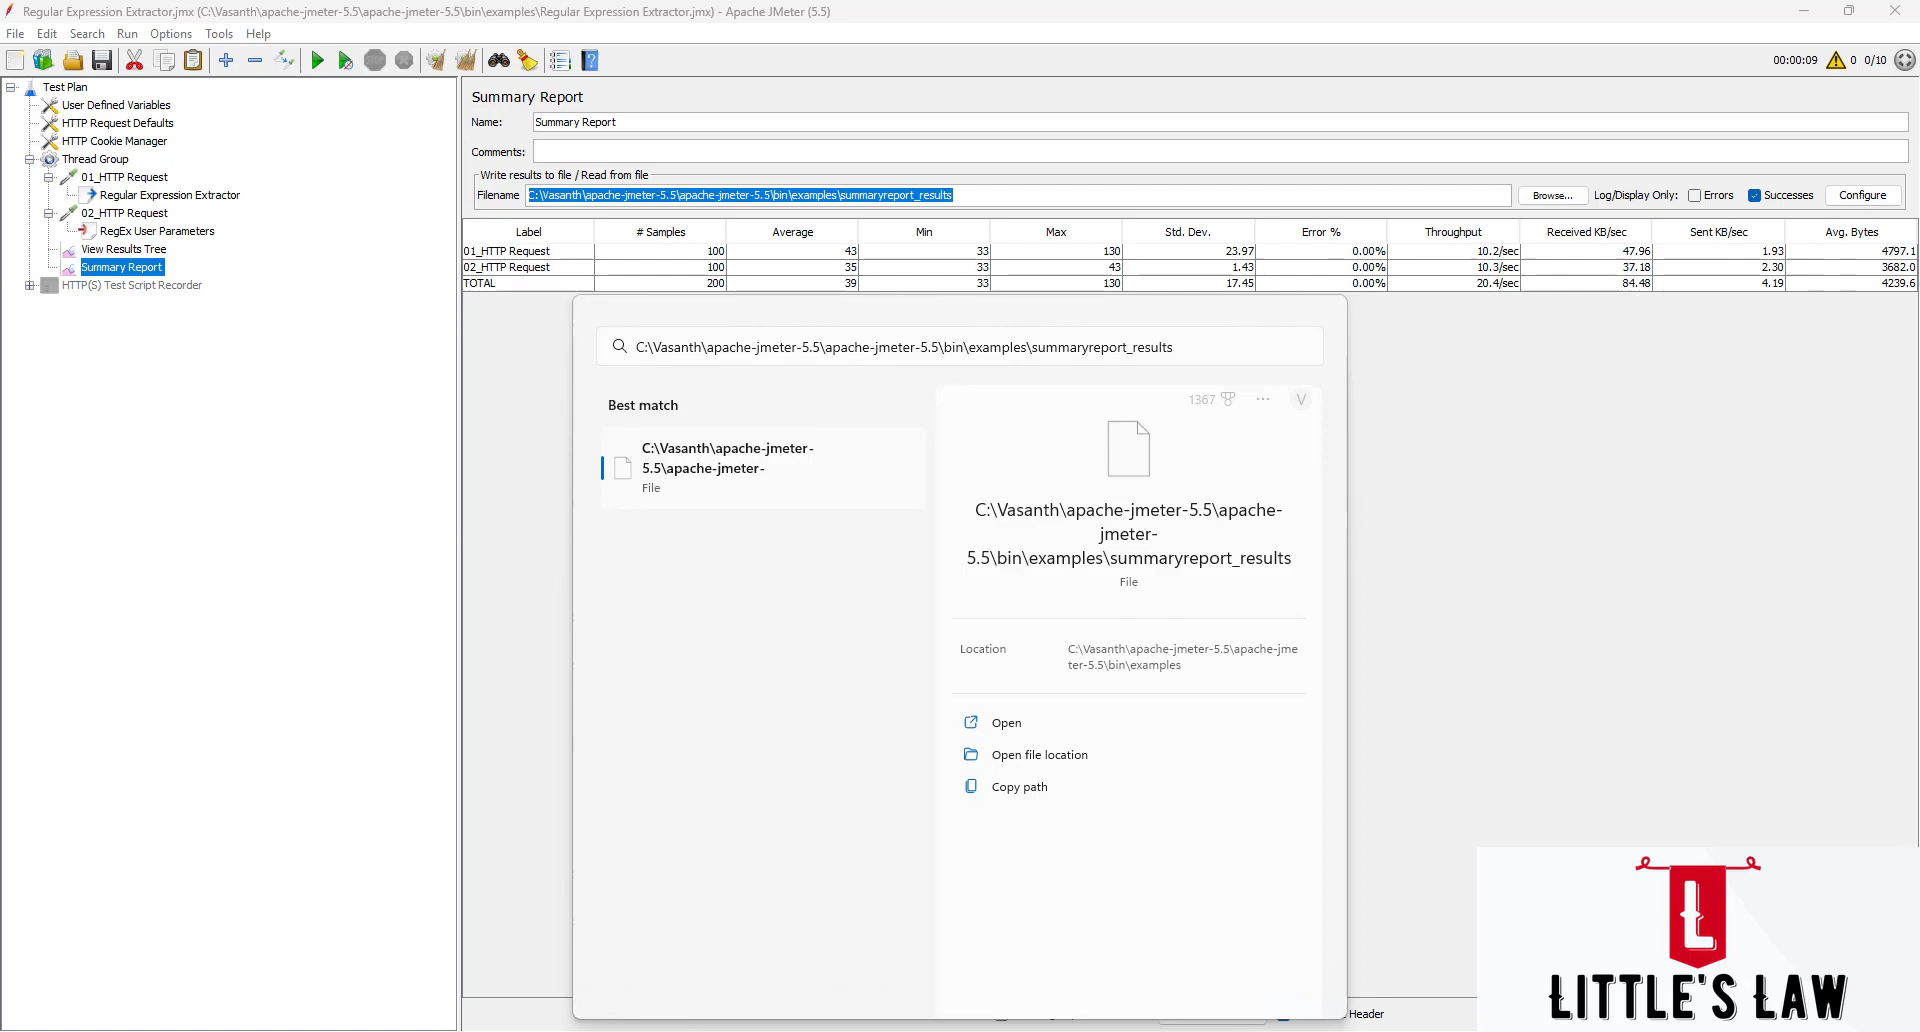 Regular Expression Extractor.jmx (C:\Vasanth\apache-jmeter-5.5\apache-jmeter-5.5\bin\examples\Regular Expression Extractor.jmx) - Apache JMeter (5.5)
File Edit Search Run Options Tools Help
00:00:09 0 0/10
Test Plan
User Defined Variables
HTTP Request Defaults
HTTP Cookie Manager
Thread Group
01_HTTP Request
Regular Expression Extractor
02_HTTP Request
RegEx User Parameters
View Results Tree
Summary Report
HTTP(S) Test Script Recorder
Summary Report
Name: Summary Report
Comments:
Write results to file / Read from file
Filename C:\Vasanth\apache-jmeter-5.5\apache-jmeter-5.5\bin\examples\summaryreport_results Browse... Log/Display Only: Errors Successes Configure
Label # Samples Average Min Max Std. Dev. Error % Throughput Received KB/sec Sent KB/sec Avg. Bytes
01_HTTP Request 100 43 33 130 23.97 0.00% 10.2/sec 47.96 1.93 4797.1
02_HTTP Request 100 35 33 43 1.43 0.00% 10.3/sec 37.18 2.30 3682.0
TOTAL 200 39 33 130 17.45 0.00% 20.4/sec 84.48 4.19 4239.6
C:\Vasanth\apache-jmeter-5.5\apache-jmeter-5.5\bin\examples\summaryreport_results
Best match
C:\Vasanth\apache-jmeter-
5.5\apache-jmeter-
File
1367 V
C:\Vasanth\apache-jmeter-5.5\apache-
jmeter-
5.5\bin\examples\summaryreport_results
File
Location C:\Vasanth\apache-jmeter-5.5\apache-jme
ter-5.5\bin\examples
Open
Open file location
Copy path
Header
L
LITTLE'S LAW